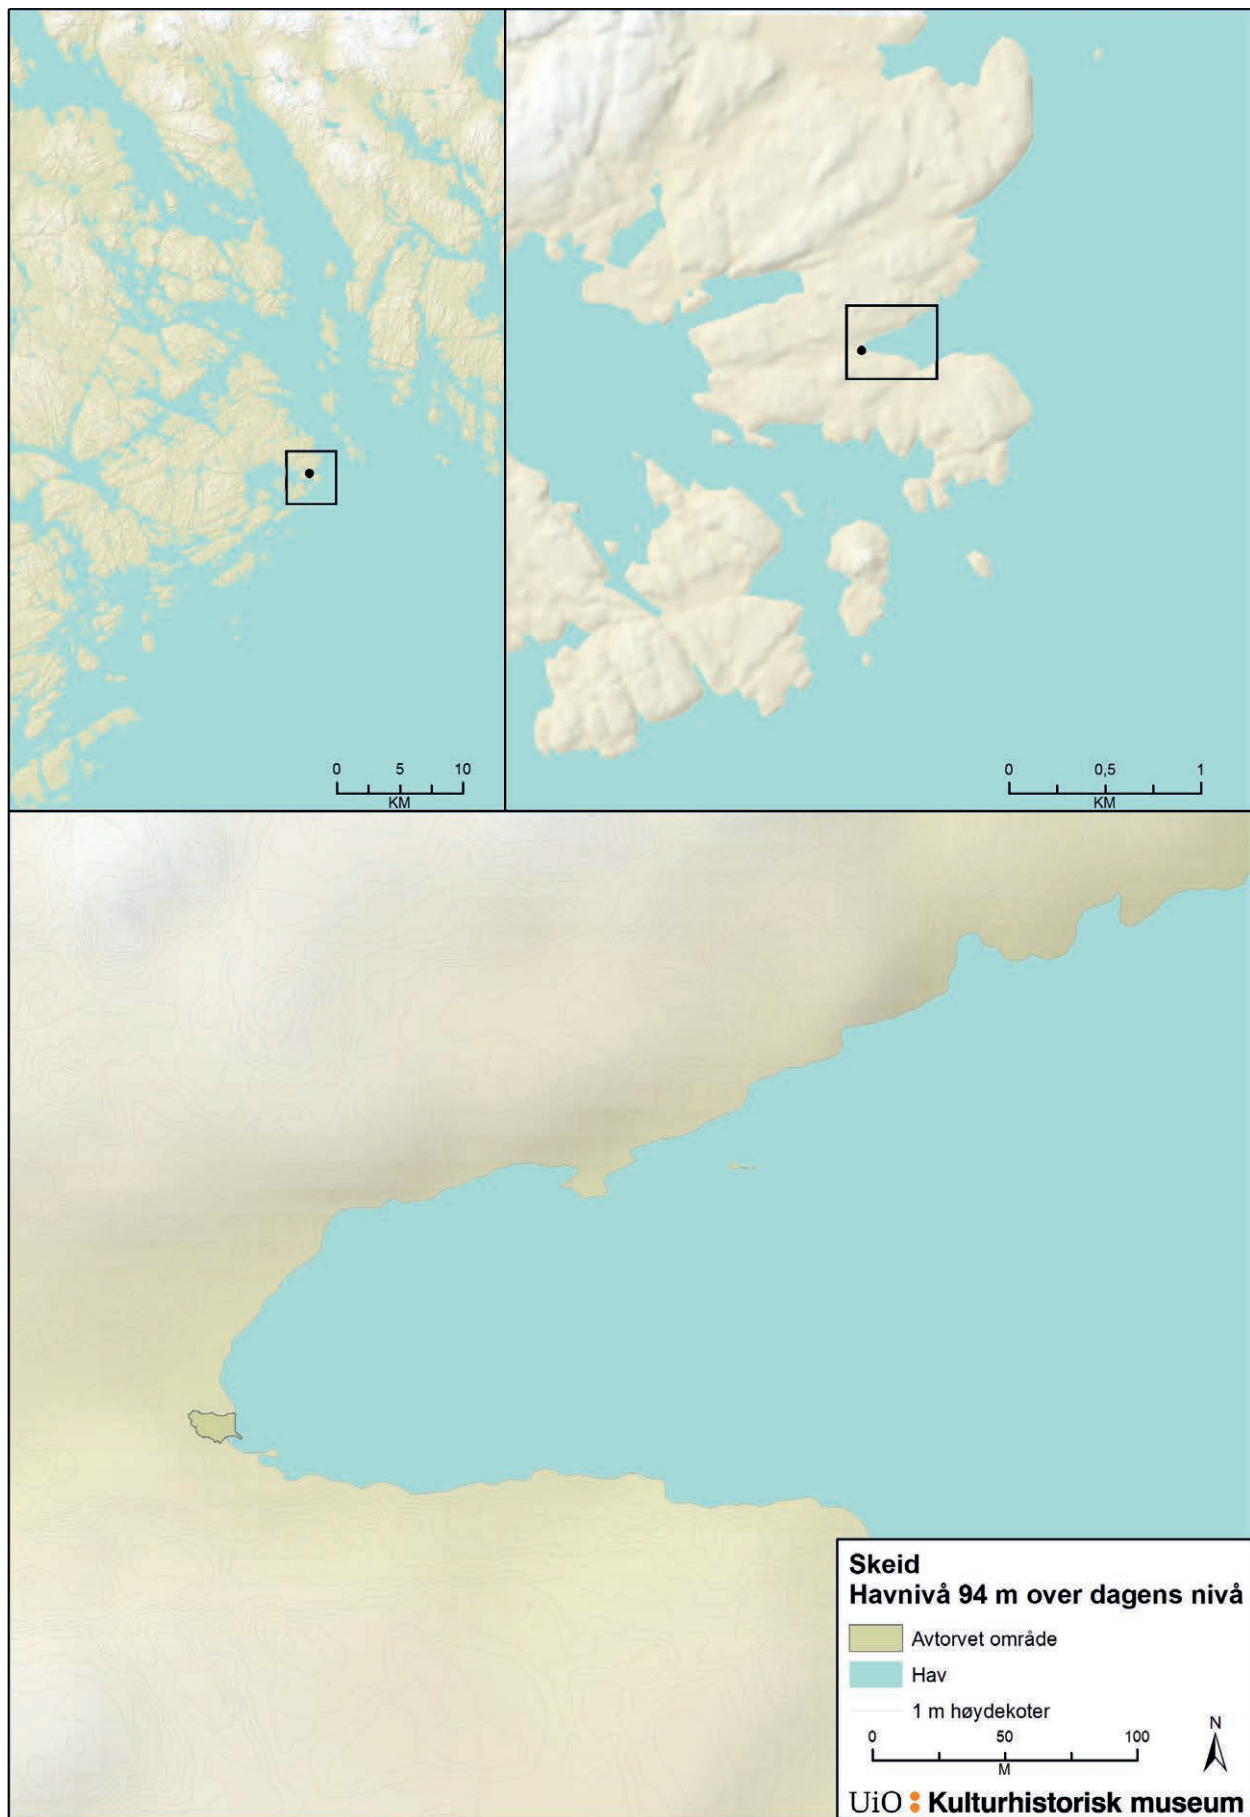 0 5 10
KM
0 0,5 1
KM
Skeid
Havnivå 94 m over dagens nivå
Avtorvet område
Hav
1 m høydekoter
N
0 50 100
M
UiO : Kulturhistorisk museum